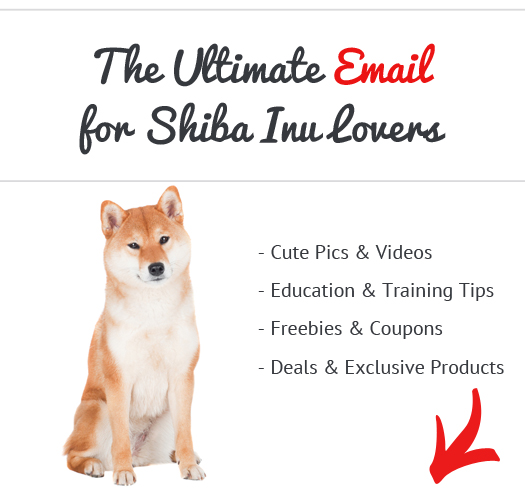 The Ultimate Email
for Shiba Inu Lovers
- Cute Pics & Videos
- Education & Training Tips
- Freebies & Coupons
- Deals & Exclusive Products